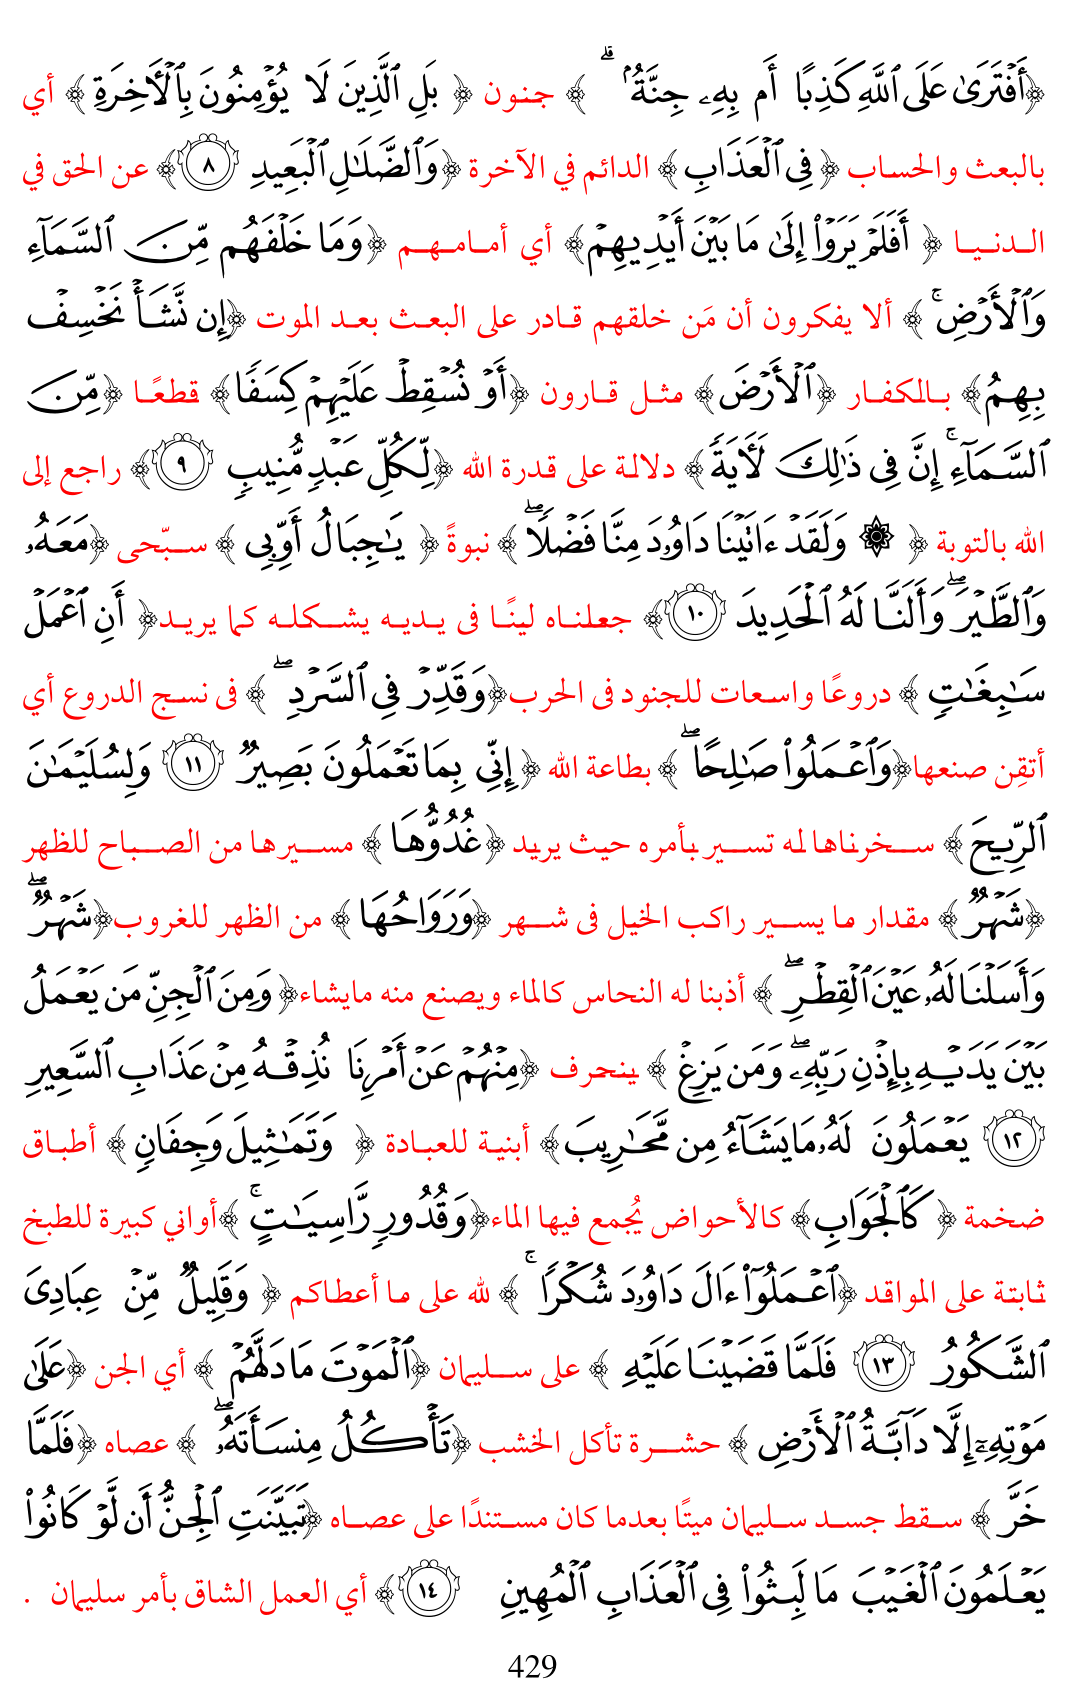 ﴿أَفْتَرَىٰ عَلَى ٱللَّهِ كَذِبًا أَم بِهِۦ جِنَّةُۢ ۗ ﴾ جنون ﴿ بَلِ ٱلَّذِينَ لَا يُؤْمِنُونَ بِٱلْأَخِرَةِ ﴾ أي
بالبعث والحساب ﴿فِى ٱلْعَذَابِ ﴾ الدائم في الآخرة ﴿وَٱلضَّلَٰلِ ٱلْبَعِيدِ ٨﴾ عن الحق في
الدنيا ﴿ أَفَلَمْ يَرَوْا۟ إِلَىٰ مَا بَيْنَ أَيْدِيهِمْ﴾ أي أمامهم ﴿وَمَا خَلْفَهُم مِّنَ ٱلسَّمَآءِ
وَٱلْأَرْضِ ۚ ﴾ ألا يفكرون أن مَن خلقهم قادر على البعث بعد الموت ﴿إِن نَّشَأْ نَخْسِفْ
بِهِمُ﴾ بالكفار ﴿ٱلْأَرْضَ﴾ مثل قارون ﴿أَوْ نُسْقِطْ عَلَيْهِمْ كِسَفًا﴾ قطعًا ﴿مِّنَ
ٱلسَّمَآءِ ۚ إِنَّ فِى ذَٰلِكَ لَأَيَةً﴾ دلالة على قدرة الله ﴿لِّكُلِّ عَبْدٍ مُّنِيبٍ ٩﴾ راجع إلى
الله بالتوبة ﴿ ۞ وَلَقَدْ ءَاتَيْنَا دَاوُۥدَ مِنَّا فَضْلًا ۖ﴾ نبوةً ﴿ يَٰجِبَالُ أَوِّبِى ﴾ سبّحى ﴿مَعَهُۥ
وَٱلطَّيْرَ ۖ وَأَلَنَّا لَهُ ٱلْحَدِيدَ ١٠﴾ جعلناه لينًا فى يديه يشكله كما يريد﴿ أَنِ ٱعْمَلْ
سَٰبِغَٰتٍ ﴾ دروعًا واسعات للجنود فى الحرب﴿وَقَدِّرْ فِى ٱلسَّرْدِ ۖ ﴾ فى نسج الدروع أي
أتقِن صنعها﴿وَٱعْمَلُوا۟ صَٰلِحًا ۖ ﴾ بطاعة الله ﴿ إِنِّى بِمَا تَعْمَلُونَ بَصِيرٌ ١١ وَلِسُلَيْمَٰنَ
ٱلرِّيحَ ﴾ سخرناها له تسير بأمره حيث يريد ﴿غُدُوُّهَا ﴾ مسيرها من الصباح للظهر
﴿شَهْرٌ ﴾ مقدار ما يسير راكب الخيل فى شهر ﴿وَرَوَاحُهَا ﴾ من الظهر للغروب﴿شَهْرٌ ۖ
وَأَسَلْنَا لَهُۥ عَيْنَ ٱلْقِطْرِ ۖ ﴾ أذبنا له النحاس كالماء ويصنع منه مايشاء﴿ وَمِنَ ٱلْجِنِّ مَن يَعْمَلُ
بَيْنَ يَدَيْهِ بِإِذْنِ رَبِّهِۦ ۖ وَمَن يَزِغْ ﴾ ينحرف ﴿مِنْهُمْ عَنْ أَمْرِنَا نُذِقْهُ مِنْ عَذَابِ ٱلسَّعِيرِ
١٢ يَعْمَلُونَ لَهُۥ مَا يَشَآءُ مِن مَّحَٰرِيبَ﴾ أبنية للعبادة ﴿ وَتَمَٰثِيلَ وَجِفَانٍ ﴾ أطباق
ضخمة ﴿ كَٱلْجَوَابِ﴾ كالأحواض يُجمع فيها الماء﴿وَقُدُورٍ رَّاسِيَٰتٍ ۚ ﴾أواني كبيرة للطبخ
ثابتة على المواقد ﴿ٱعْمَلُوٓا۟ ءَالَ دَاوُۥدَ شُكْرًا ۚ ﴾ لله على ما أعطاكم ﴿ وَقَلِيلٌ مِّنْ عِبَادِىَ
ٱلشَّكُورُ ١٣ فَلَمَّا قَضَيْنَا عَلَيْهِ ﴾ على سليمان ﴿ٱلْمَوْتَ مَا دَلَّهُمْ ﴾ أي الجن ﴿عَلَىٰ
مَوْتِهِۦٓ إِلَّا دَآبَّةُ ٱلْأَرْضِ ﴾ حشرة تأكل الخشب ﴿تَأْكُلُ مِنسَأَتَهُۥ ۖ ﴾ عصاه ﴿فَلَمَّا
خَرَّ ﴾ سقط جسد سليمان ميتًا بعدما كان مستندًا على عصاه ﴿تَبَيَّنَتِ ٱلْجِنُّ أَن لَّوْ كَانُوا۟
يَعْلَمُونَ ٱلْغَيْبَ مَا لَبِثُوا۟ فِى ٱلْعَذَابِ ٱلْمُهِينِ ١٤﴾ أي العمل الشاق بأمر سليمان .
429